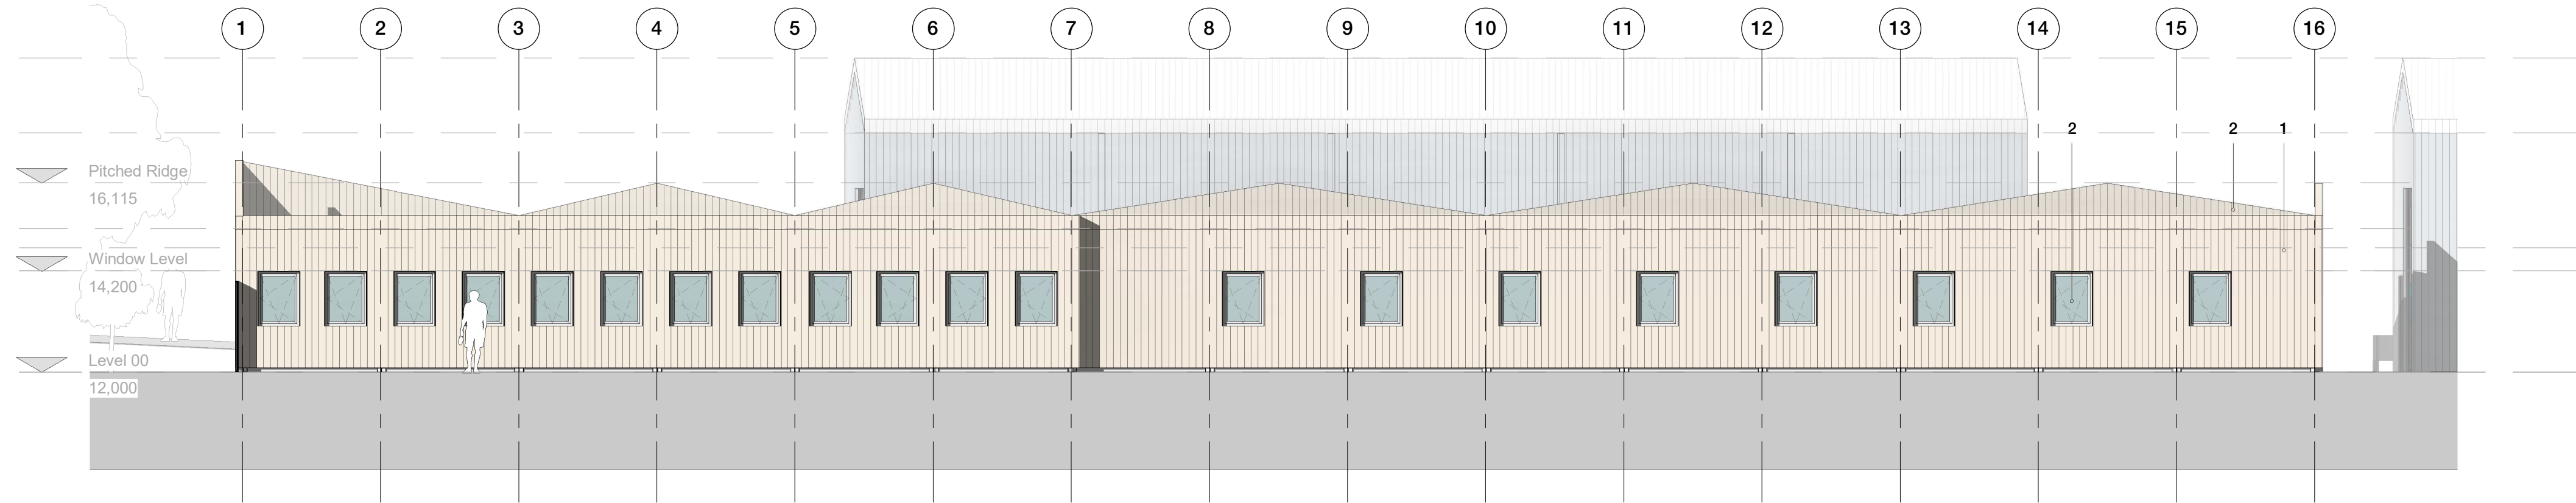 1 2 3 4 5 6 7 8 9 10 11 12 13 14 15 16
2 2 1
Pitched Ridge
16,115
Window Level
14,200
Level 00
12,000